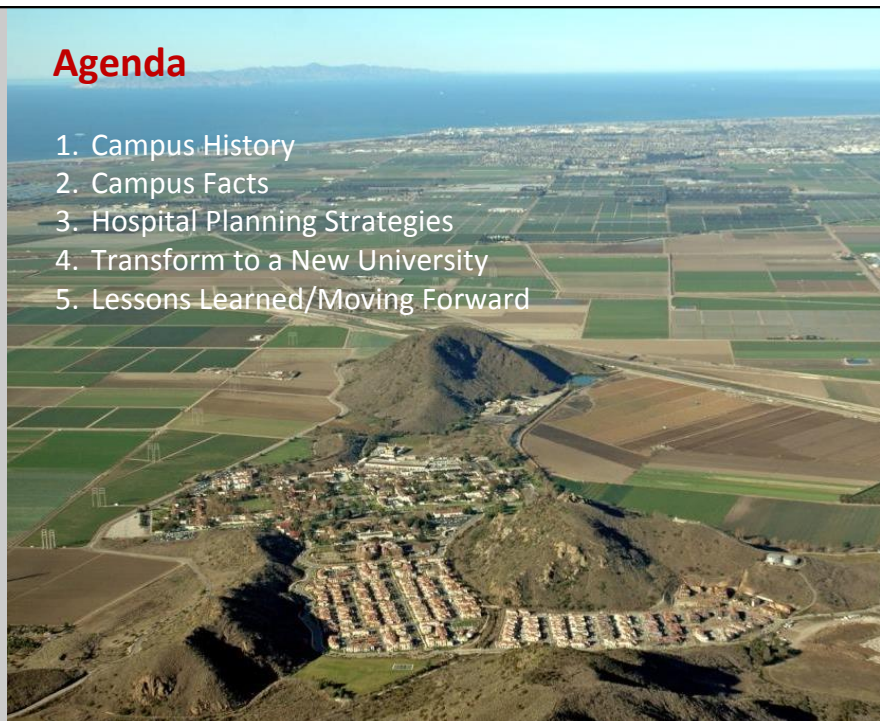 Agenda
1. Campus History
2. Campus Facts
3. Hospital Planning Strategies
4. Transform to a New University
5. Lessons Learned/Moving Forward